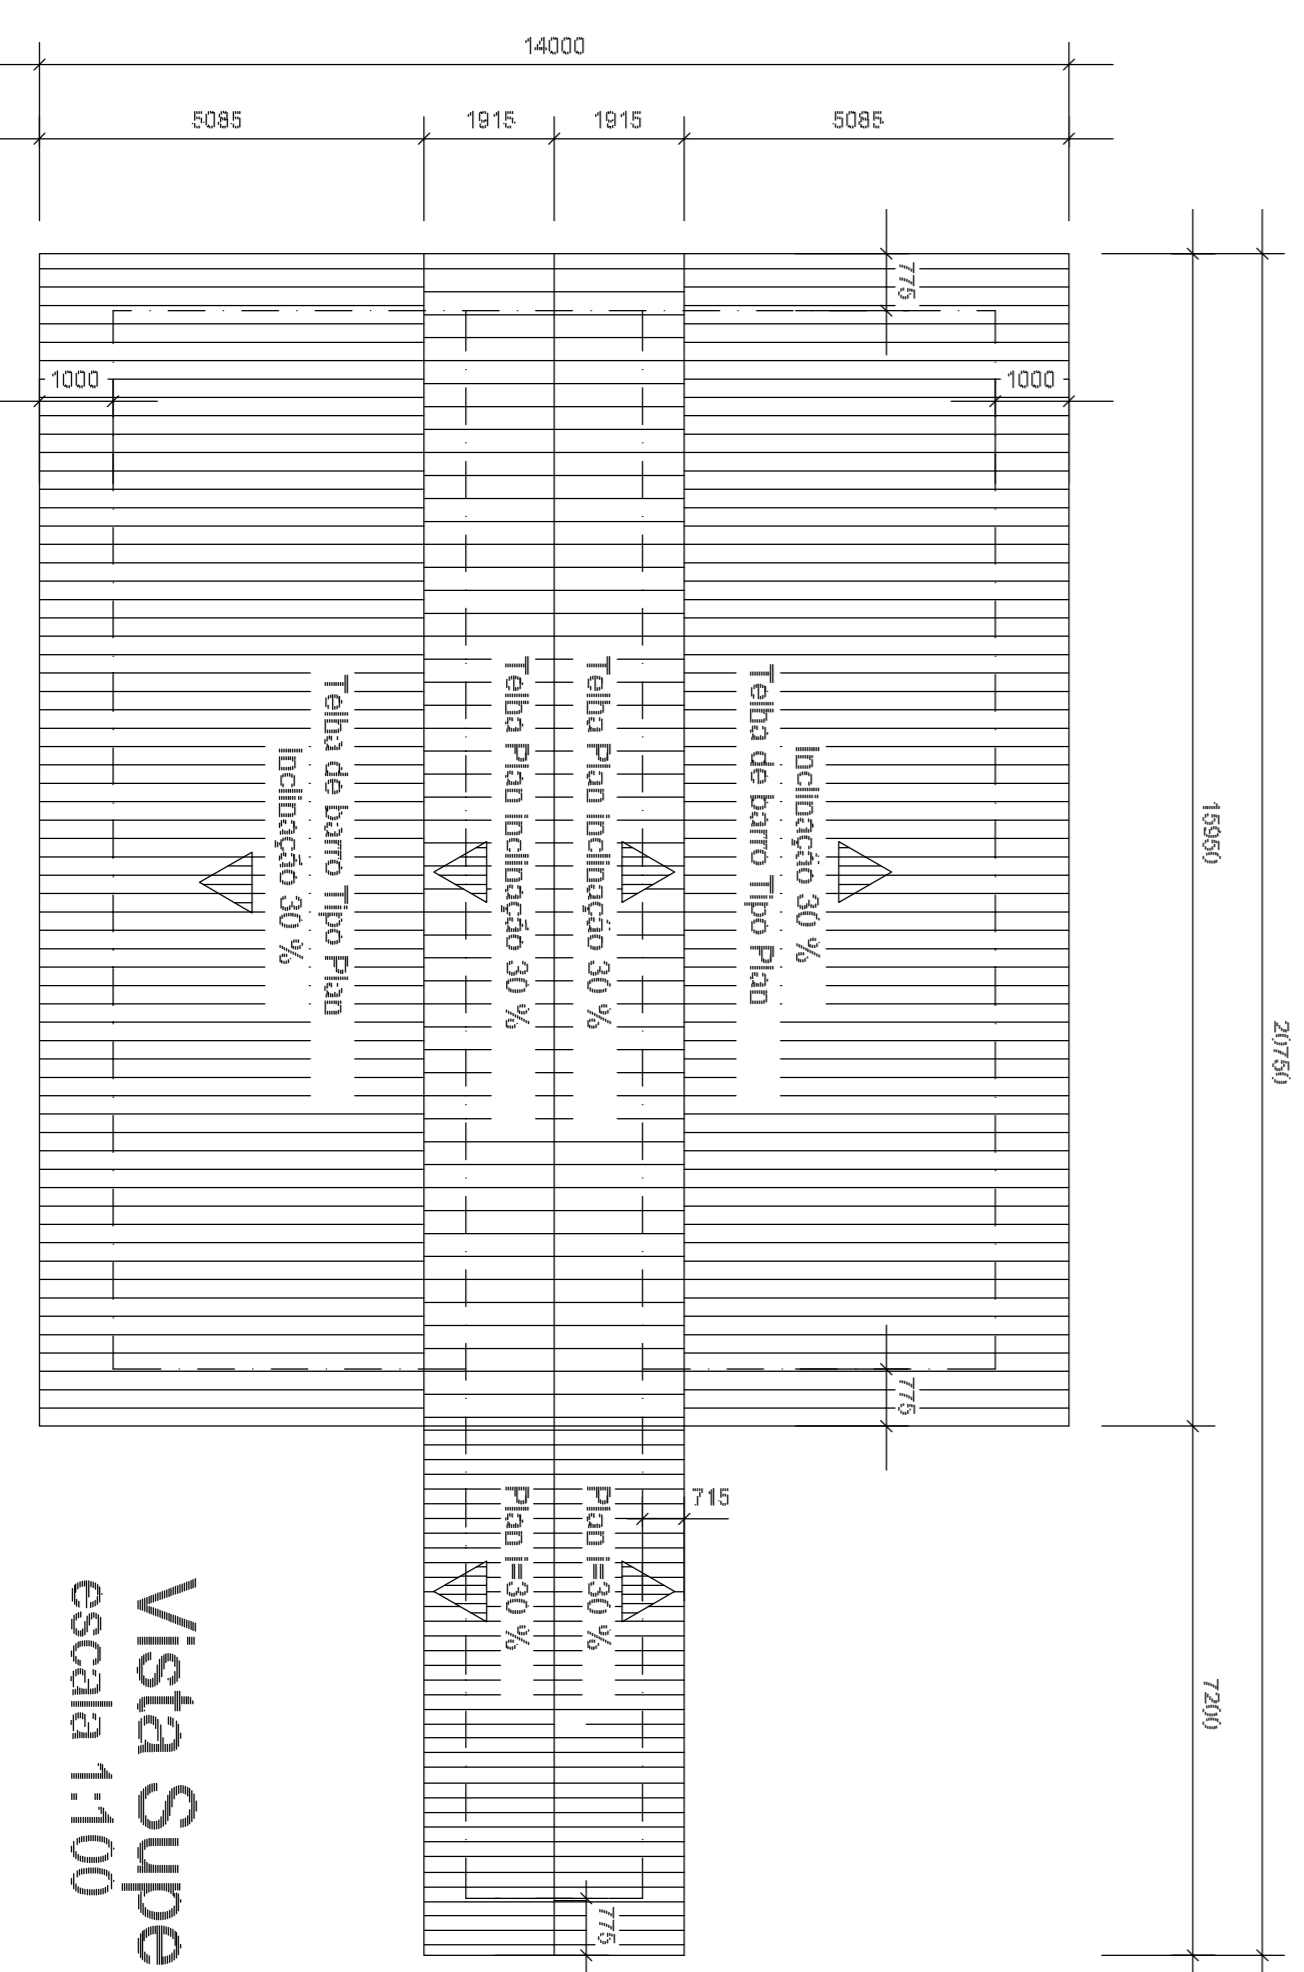 14000
5085
1915
1915
5085
775
1000
1000
15950
20750
Inclinação 30 %
Telha de barro Tipo Plan
Telha Plan inclinação 30 %
Telha Plan inclinação 30 %
Telha de barro Tipo Plan
Inclinação 30 %
775
715
Plan i=30 %
Plan i=30 %
7200
775
Vista Supe
escala 1:100